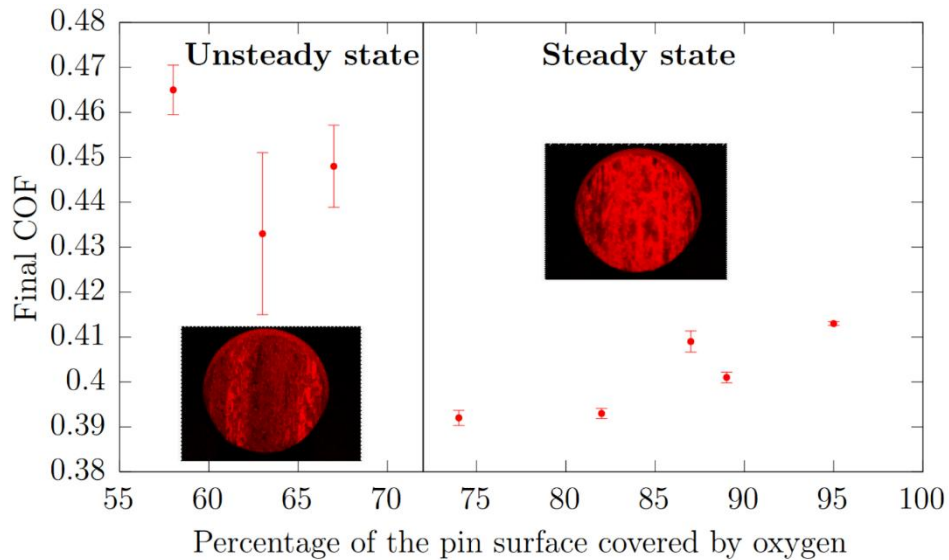 0.48
0.47
0.46
0.45
0.44
0.43
0.42
0.41
0.4
0.39
0.38
Final COF
Unsteady state
Steady state
55 60 65 70 75 80 85 90 95 100
Percentage of the pin surface covered by oxygen